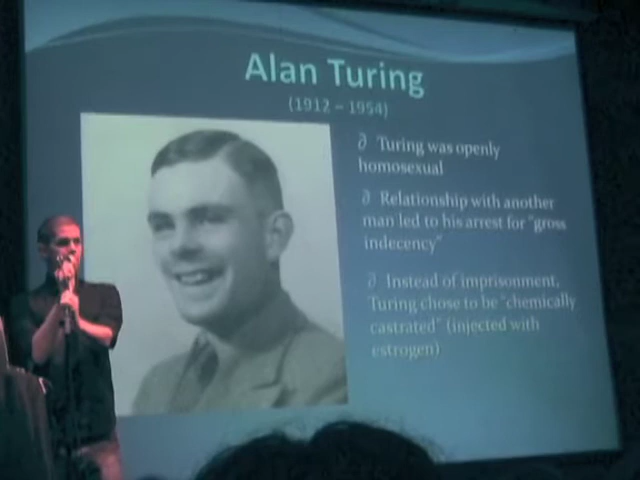 Alan Turing
(1912 – 1954)
∂ Turing was openly
homosexual
∂ Relationship with another
man led to his arrest for "gross
indecency"
∂ Instead of imprisonment,
Turing chose to be "chemically
castrated" (injected with
estrogen)